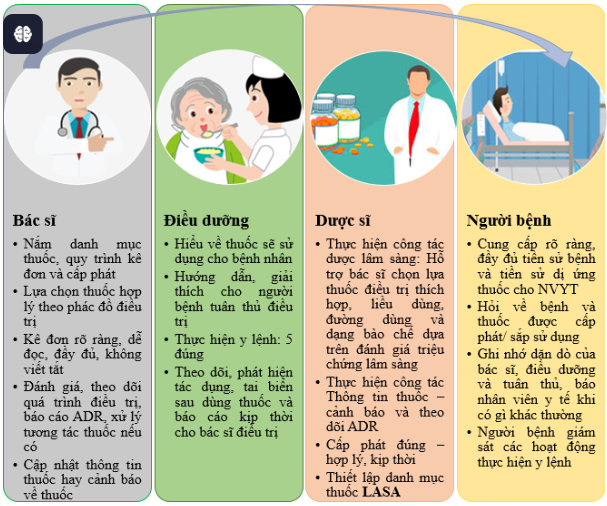 Bác sĩ
• Nắm danh mục
thuốc, quy trình kê
đơn và cấp phát
• Lựa chọn thuốc hợp
lý theo phác đồ điều
trị
• Kê đơn rõ ràng, dễ
đọc, đầy đủ, không
viết tắt
• Đánh giá, theo dõi
quá trình điều trị,
báo cáo ADR, xử lý
tương tác thuốc nếu
có
• Cập nhật thông tin
thuốc hay cảnh báo
về thuốc
Điều dưỡng
• Hiểu về thuốc sẽ sử
dụng cho bệnh nhân
• Hướng dẫn, giải
thích cho người
bệnh tuân thủ điều
trị
• Thực hiện y lệnh: 5
đúng
• Theo dõi, phát hiện
tác dụng, tai biến
sau dùng thuốc và
báo cáo kịp thời
cho bác sĩ điều trị
Dược sĩ
• Thực hiện công tác
dược lâm sàng: Hỗ
trợ bác sĩ chọn lựa
thuốc điều trị thích
hợp, liều dùng,
đường dùng và
dạng bào chế dựa
trên đánh giá triệu
chứng lâm sàng
• Thực hiện công tác
Thông tin thuốc –
cảnh báo và theo
dõi ADR
• Cấp phát đúng –
hợp lý, kịp thời
• Thiết lập danh mục
thuốc LASA
Người bệnh
• Cung cấp rõ ràng,
đầy đủ tiền sử bệnh
và tiền sử dị ứng
thuốc cho NVYT
• Hỏi về bệnh và
thuốc được cấp
phát/ sắp sử dụng
• Ghi nhớ dặn dò của
bác sĩ, điều dưỡng
và tuân thủ, báo
nhân viên y tế khi
có gì khác thường
• Người bệnh giám
sát các hoạt động
thực hiện y lệnh